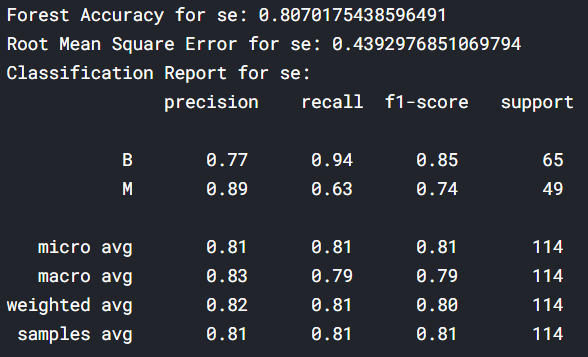 Forest Accuracy for se: 0.8070175438596491
Root Mean Square Error for se: 0.4392976851069794
Classification Report for se:
precision recall f1-score support
B 0.77 0.94 0.85 65
M 0.89 0.63 0.74 49
micro avg 0.81 0.81 0.81 114
macro avg 0.83 0.79 0.79 114
weighted avg 0.82 0.81 0.80 114
samples avg 0.81 0.81 0.81 114